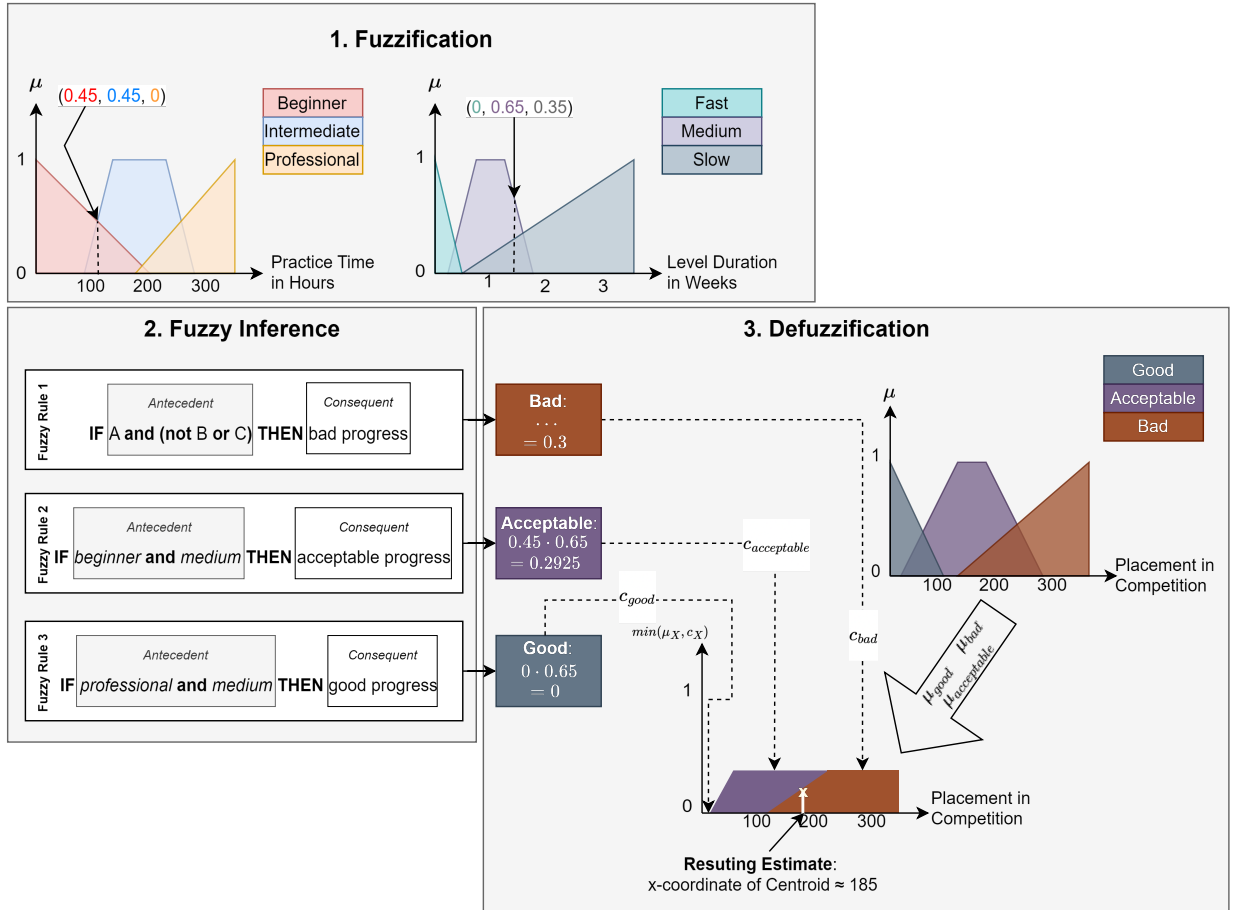 1. Fuzzification
μ
(0.45, 0.45, 0)
Beginner
Intermediate
Professional
1
0
100
200
300
Practice Time
in Hours
μ
(0, 0.65, 0.35)
Fast
Medium
Slow
1
0
1
2
3
Level Duration
in Weeks
2. Fuzzy Inference
Fuzzy Rule 1
Antecedent
Consequent
IF A and (not B or C) THEN bad progress
Fuzzy Rule 2
Antecedent
Consequent
IF beginner and medium THEN acceptable progress
Fuzzy Rule 3
Antecedent
Consequent
IF professional and medium THEN good progress
3. Defuzzification
Bad:
...
= 0.3
Acceptable:
0.45 · 0.65
= 0.2925
Good:
0 · 0.65
= 0
c_good
c_acceptable
c_bad
Good
Acceptable
Bad
μ
1
0
100
200
300
Placement in
Competition
μ_good μ_bad
μ_acceptable
min(μ_X, c_X)
1
0
x
100
200
300
Placement in
Competition
Resuting Estimate:
x-coordinate of Centroid ≈ 185